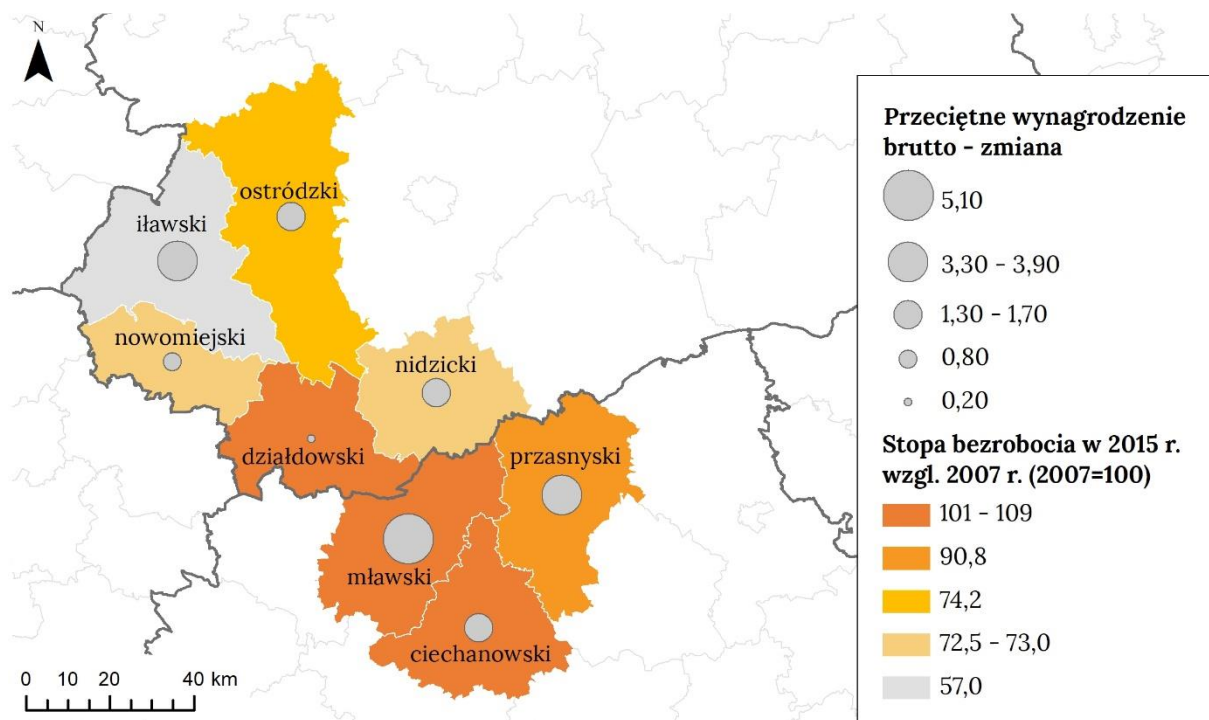 N
ostródzki
iławski
nowomiejski
nidzicki
działdowski
przasnyski
mławski
ciechanowski
0 10 20 40 km
Przeciętne wynagrodzenie
brutto - zmiana
5,10
3,30 - 3,90
1,30 - 1,70
0,80
0,20
Stopa bezrobocia w 2015 r.
wzgl. 2007 r. (2007=100)
101 - 109
90,8
74,2
72,5 - 73,0
57,0